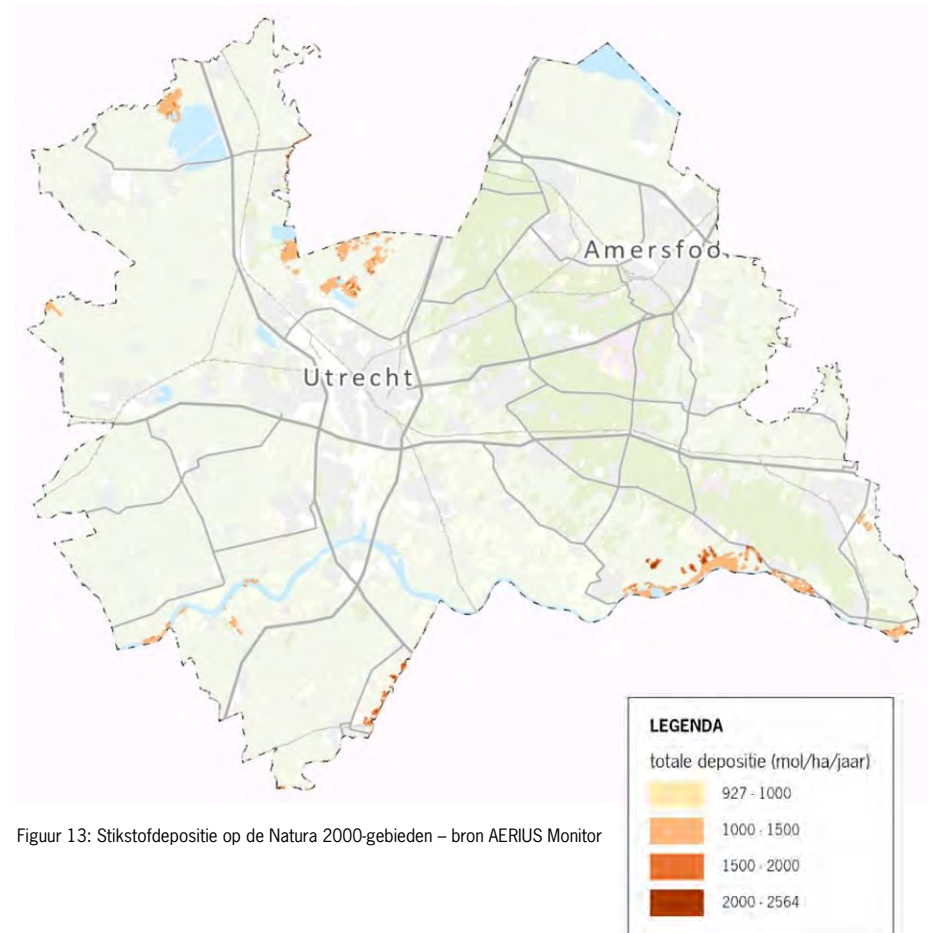 Amersfoo
Utrecht
LEGENDA
totale depositie (mol/ha/jaar)
927 - 1000
1000 - 1500
1500 - 2000
2000 - 2564
Figuur 13: Stikstofdepositie op de Natura 2000-gebieden – bron AERIUS Monitor